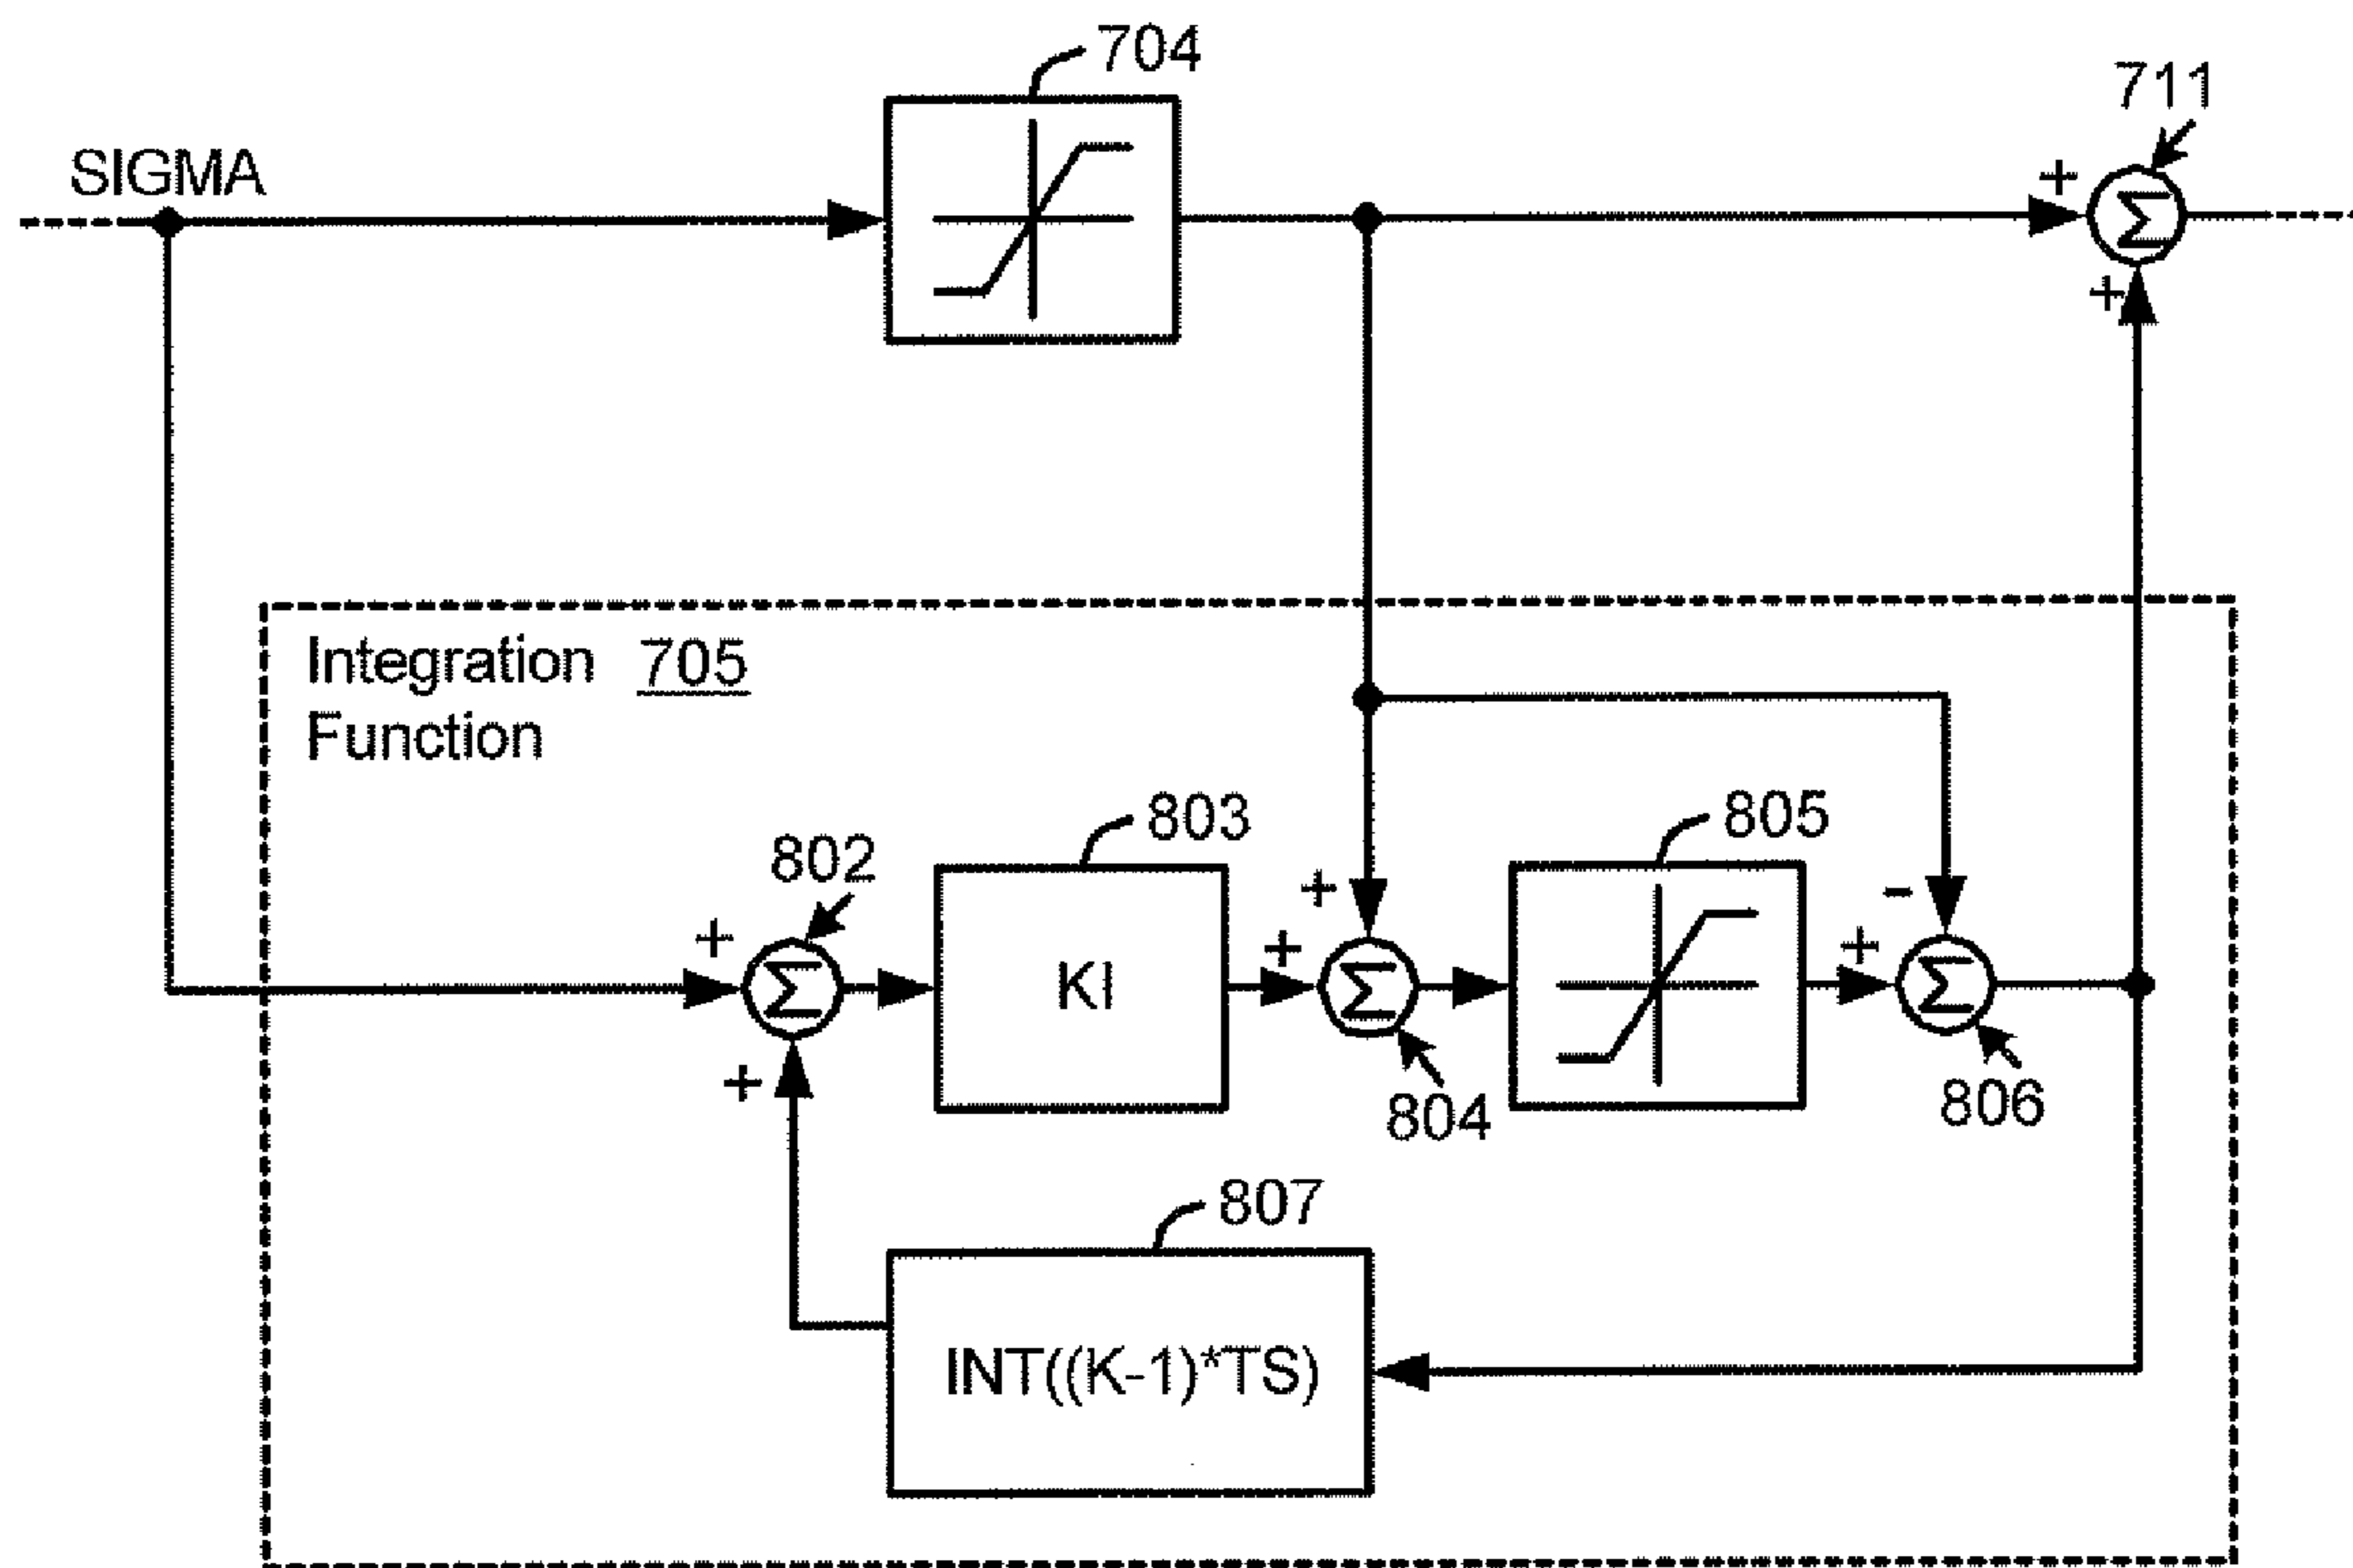 704
711
SIGMA
+
Σ
+
Integration 705
Function
803
805
802
+
+
+
-
+
Σ
KI
Σ
Σ
+
804
806
807
INT((K-1)*TS)